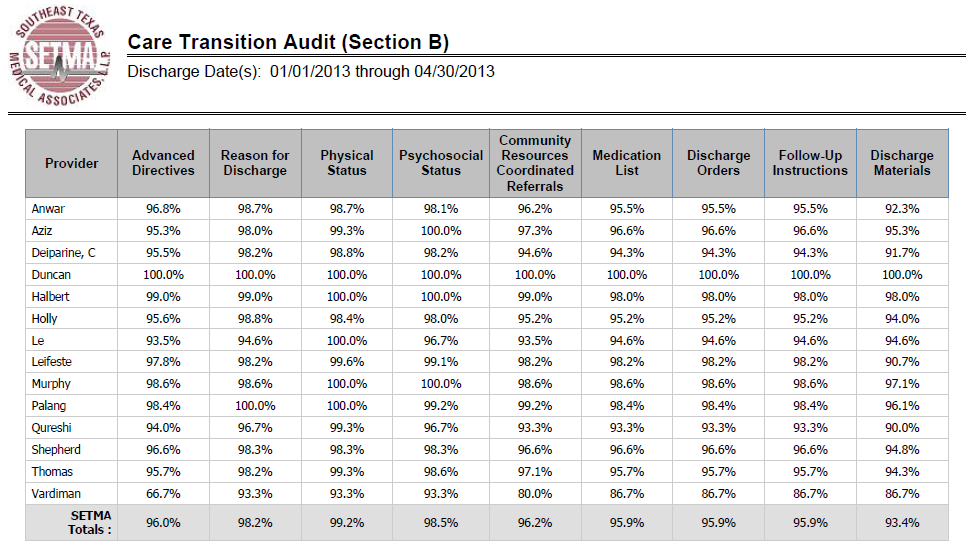 SOUTHEAST TEXAS
SETMA
MEDICAL ASSOCIATES, L.L.P.
Care Transition Audit (Section B)
Discharge Date(s): 01/01/2013 through 04/30/2013
Provider Advanced Directives Reason for Discharge Physical Status Psychosocial Status Community Resources Coordinated Referrals Medication List Discharge Orders Follow-Up Instructions Discharge Materials
Anwar 96.8% 98.7% 98.7% 98.1% 96.2% 95.5% 95.5% 95.5% 92.3%
Aziz 95.3% 98.0% 99.3% 100.0% 97.3% 96.6% 96.6% 96.6% 95.3%
Deiparine, C 95.5% 98.2% 98.8% 98.2% 94.6% 94.3% 94.3% 94.3% 91.7%
Duncan 100.0% 100.0% 100.0% 100.0% 100.0% 100.0% 100.0% 100.0% 100.0%
Halbert 99.0% 99.0% 100.0% 100.0% 99.0% 98.0% 98.0% 98.0% 98.0%
Holly 95.6% 98.8% 98.4% 98.0% 95.2% 95.2% 95.2% 95.2% 94.0%
Le 93.5% 94.6% 100.0% 96.7% 93.5% 94.6% 94.6% 94.6% 94.6%
Leifeste 97.8% 98.2% 99.6% 99.1% 98.2% 98.2% 98.2% 98.2% 90.7%
Murphy 98.6% 98.6% 100.0% 100.0% 98.6% 98.6% 98.6% 98.6% 97.1%
Palang 98.4% 100.0% 100.0% 99.2% 99.2% 98.4% 98.4% 98.4% 96.1%
Qureshi 94.0% 96.7% 99.3% 96.7% 93.3% 93.3% 93.3% 93.3% 90.0%
Shepherd 96.6% 98.3% 98.3% 98.3% 96.6% 96.6% 96.6% 96.6% 94.8%
Thomas 95.7% 98.2% 99.3% 98.6% 97.1% 95.7% 95.7% 95.7% 94.3%
Vardiman 66.7% 93.3% 93.3% 93.3% 80.0% 86.7% 86.7% 86.7% 86.7%
SETMA Totals : 96.0% 98.2% 99.2% 98.5% 96.2% 95.9% 95.9% 95.9% 93.4%